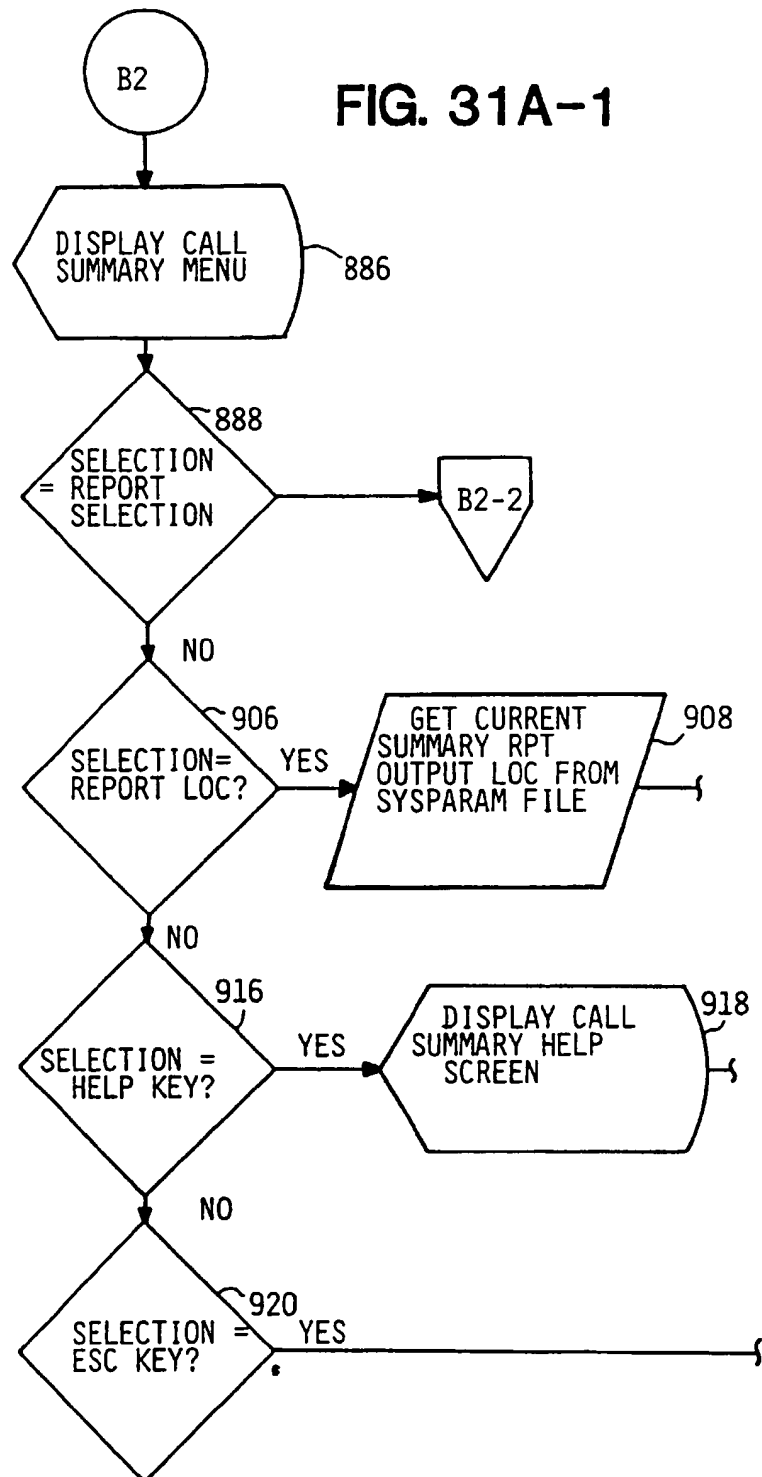 B2
FIG. 31A-1
DISPLAY CALL
SUMMARY MENU
886
888
SELECTION
= REPORT
SELECTION
B2-2
NO
906
SELECTION=
REPORT LOC?
YES
GET CURRENT
SUMMARY RPT
OUTPUT LOC FROM
SYSPARAM FILE
908
NO
916
SELECTION =
HELP KEY?
YES
DISPLAY CALL
SUMMARY HELP
SCREEN
918
NO
920
SELECTION =
ESC KEY?
YES